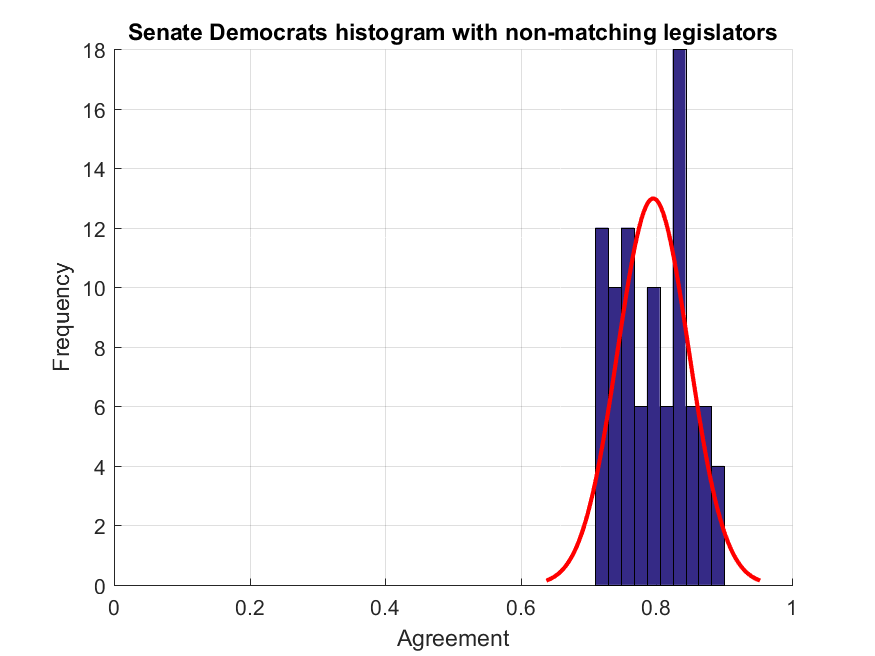 Senate Democrats histogram with non-matching legislators
18
16
14
12
10
8
6
4
2
0
Frequency
0 0.2 0.4 0.6 0.8 1
Agreement